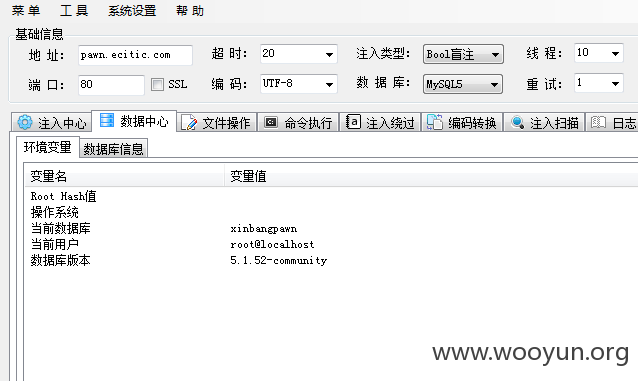 菜 单 工 具 系统设置 帮 助
基础信息
地 址: pawn.ecitic.com 超 时: 20 注入类型: Bool盲注 线 程: 10
端 口: 80 SSL 编 码: UTF-8 数 据 库: MySQL5 重 试: 1
注入中心 数据中心 文件操作 命令执行 注入绕过 编码转换 注入扫描 日志
环境变量 数据库信息
变量名 变量值
Root Hash值
操作系统
当前数据库 xinbangpawn
当前用户 root@localhost
数据库版本 5.1.52-community
www.wooyun.org